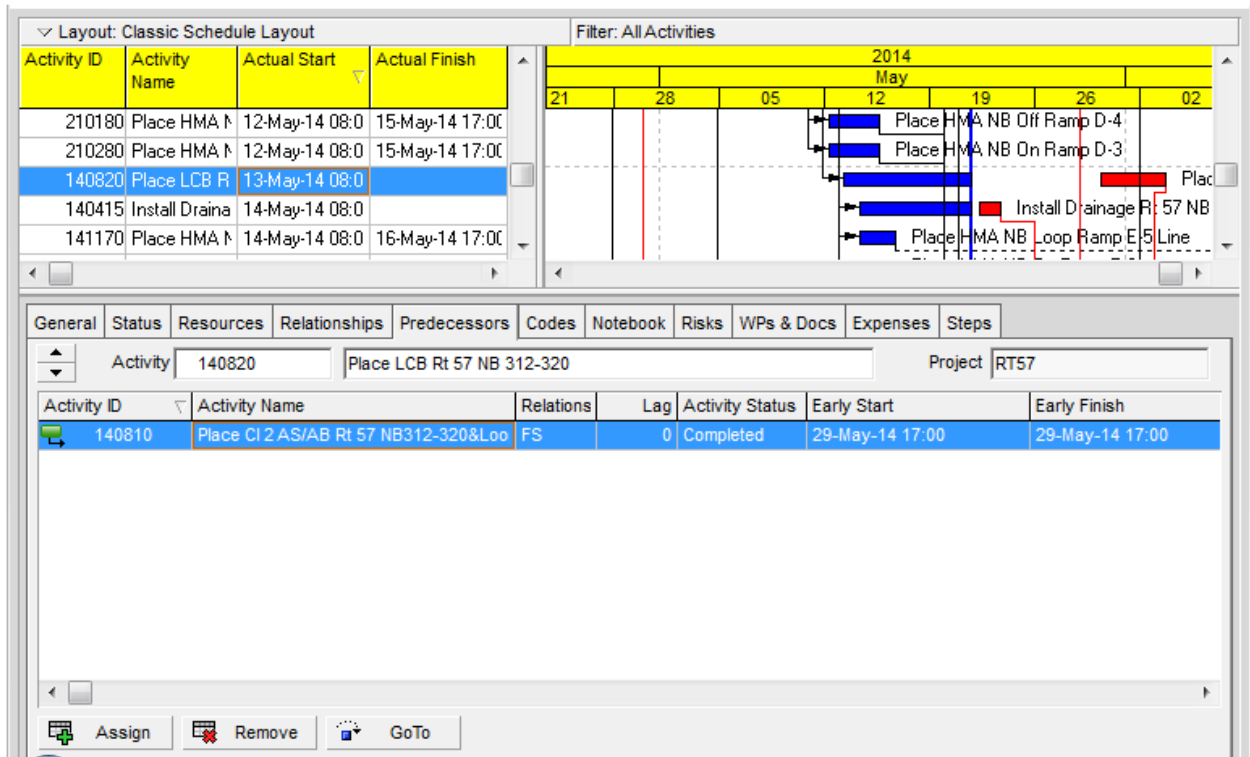 Layout: Classic Schedule Layout Filter: All Activities
Activity ID Activity Name Actual Start Actual Finish
2014
May
21 28 05 12 19 26 02
210180 Place HMA N 12-May-14 08:0 15-May-14 17:00 Place HMA NB Off Ramp D-4
210280 Place HMA N 12-May-14 08:0 15-May-14 17:00 Place HMA NB On Ramp D-3
140820 Place LCB R 13-May-14 08:0 Plac
140415 Install Draina 14-May-14 08:0 Install Drainage Rt 57 NB
141170 Place HMA N 14-May-14 08:0 16-May-14 17:00 Place HMA NB Loop Ramp E-5 Line
General Status Resources Relationships Predecessors Codes Notebook Risks WPs & Docs Expenses Steps
Activity 140820 Place LCB Rt 57 NB 312-320 Project RT57
Activity ID Activity Name Relations Lag Activity Status Early Start Early Finish
140810 Place Cl 2 AS/AB Rt 57 NB312-320&Loo FS 0 Completed 29-May-14 17:00 29-May-14 17:00
Assign Remove GoTo